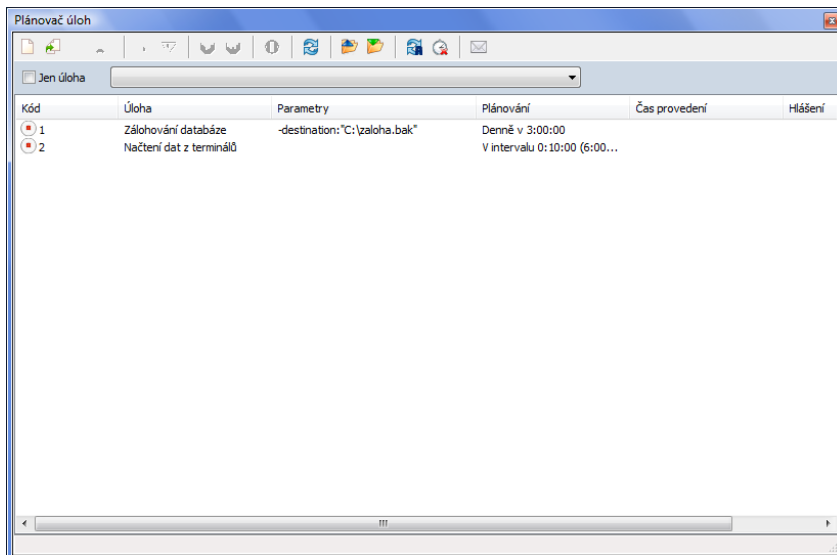 Plánovač úloh
Jen úloha
Kód Úloha Parametry Plánování Čas provedení Hlášení
1 Zálohování databáze -destination:"C:\zaloha.bak" Denně v 3:00:00
2 Načtení dat z terminálů V intervalu 0:10:00 (6:00...